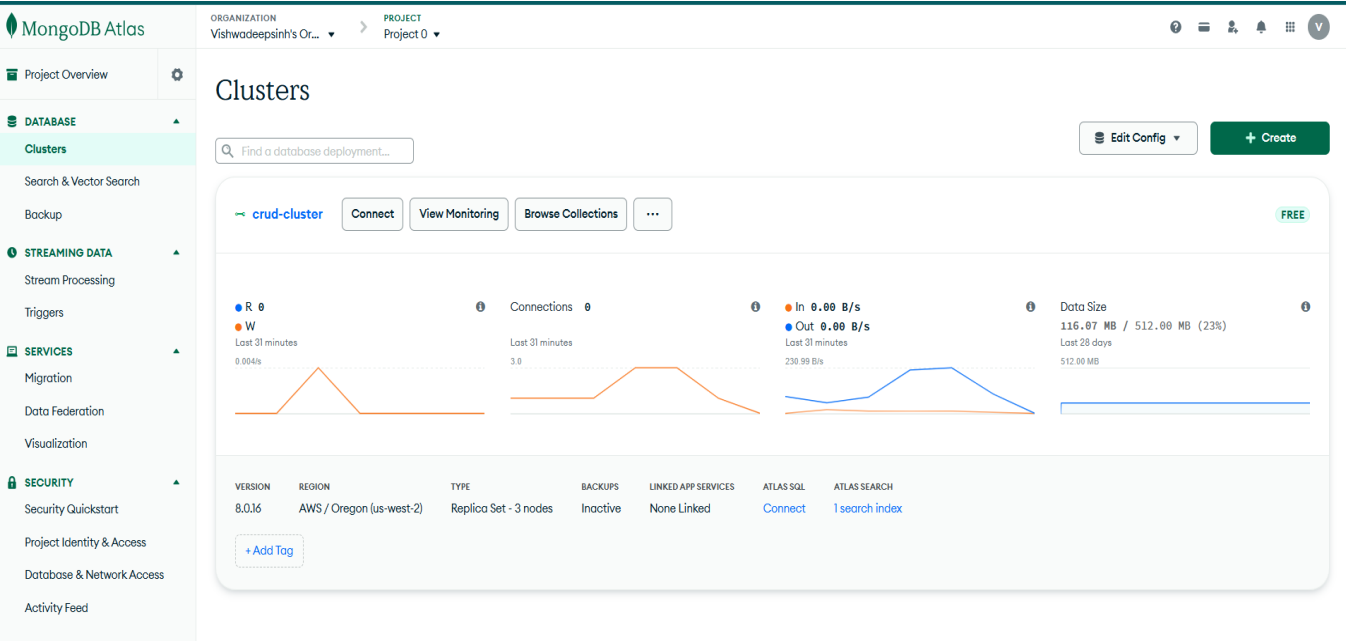 MongoDB Atlas
ORGANIZATION
Vishwadeepsinh's Or...
PROJECT
Project 0
V
Project Overview
DATABASE
Clusters
Search & Vector Search
Backup
STREAMING DATA
Stream Processing
Triggers
SERVICES
Migration
Data Federation
Visualization
SECURITY
Security Quickstart
Project Identity & Access
Database & Network Access
Activity Feed
Clusters
Find a database deployment...
Edit Config
+ Create
crud-cluster
Connect
View Monitoring
Browse Collections
...
FREE
R 0
W
Last 31 minutes
0.004/s
Connections 0
Last 31 minutes
3.0
In 0.00 B/s
Out 0.00 B/s
Last 31 minutes
230.99 B/s
Data Size
116.07 MB / 512.00 MB (23%)
Last 28 days
512.00 MB
VERSION REGION TYPE BACKUPS LINKED APP SERVICES ATLAS SQL ATLAS SEARCH
8.0.16 AWS / Oregon (us-west-2) Replica Set - 3 nodes Inactive None Linked Connect 1 search index
+ Add Tag